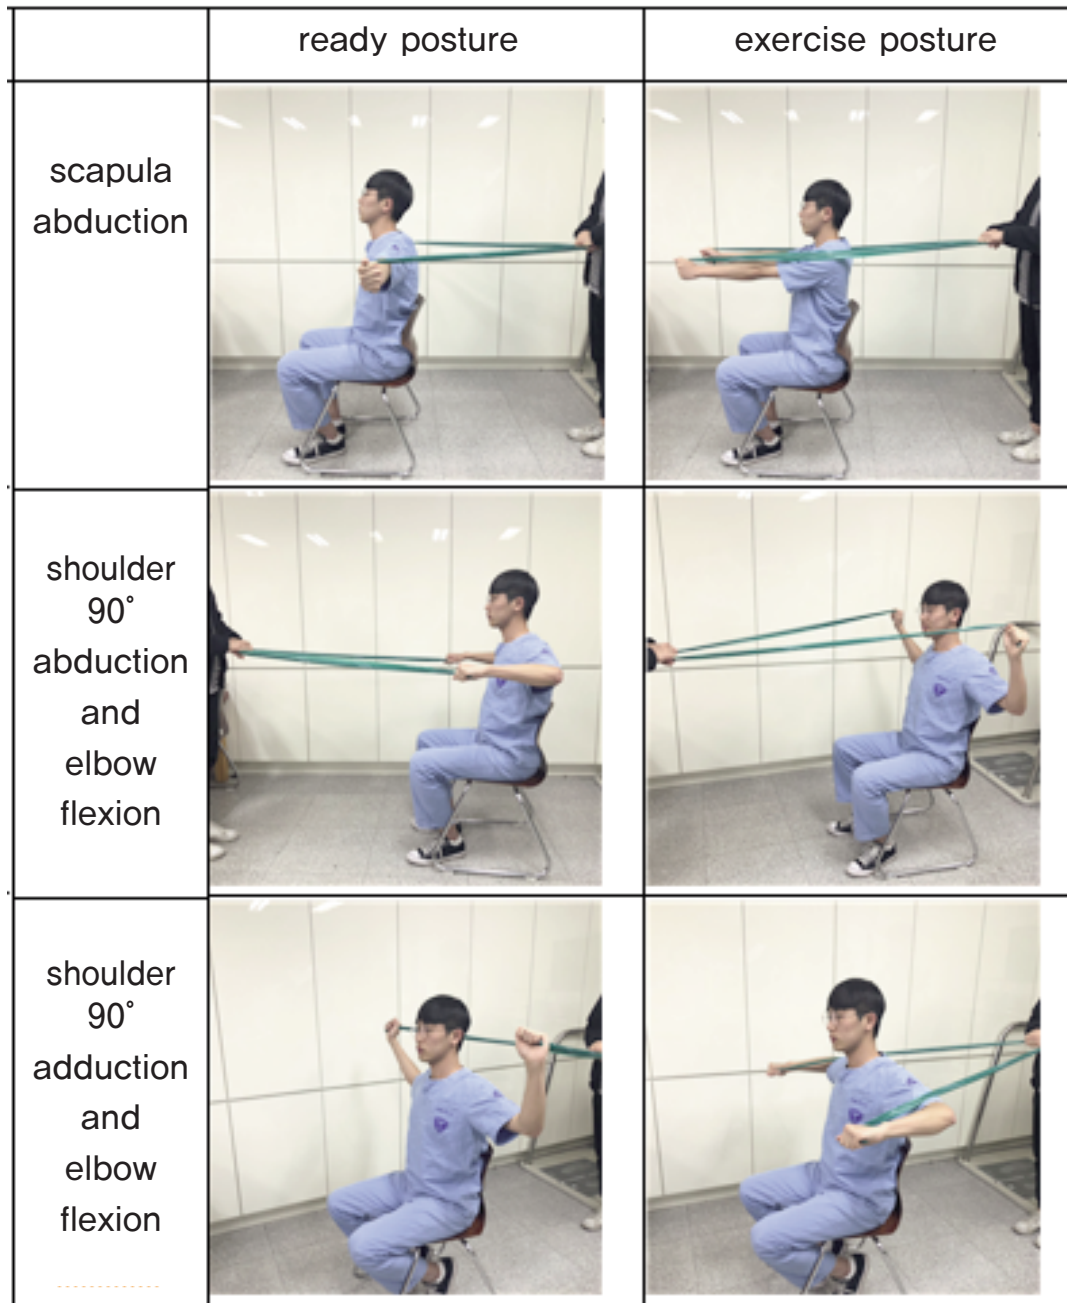 ready posture
exercise posture
scapula
abduction
shoulder
90°
abduction
and
elbow
flexion
shoulder
90°
adduction
and
elbow
flexion